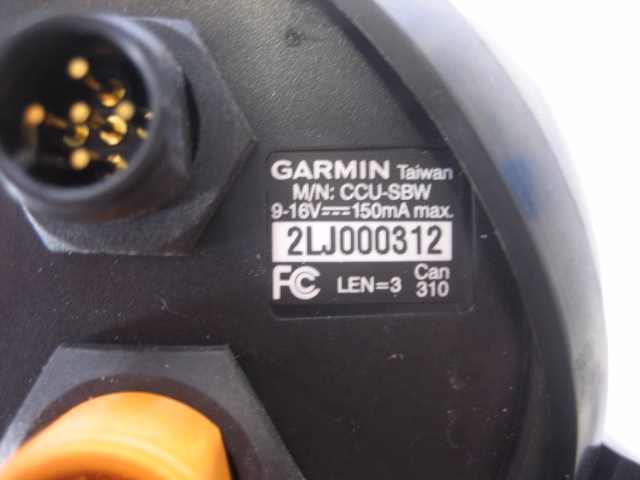 GARMIN Taiwan
M/N: CCU-SBW
9-16V⎓150mA max.
2LJ000312
FC LEN=3 Can 310